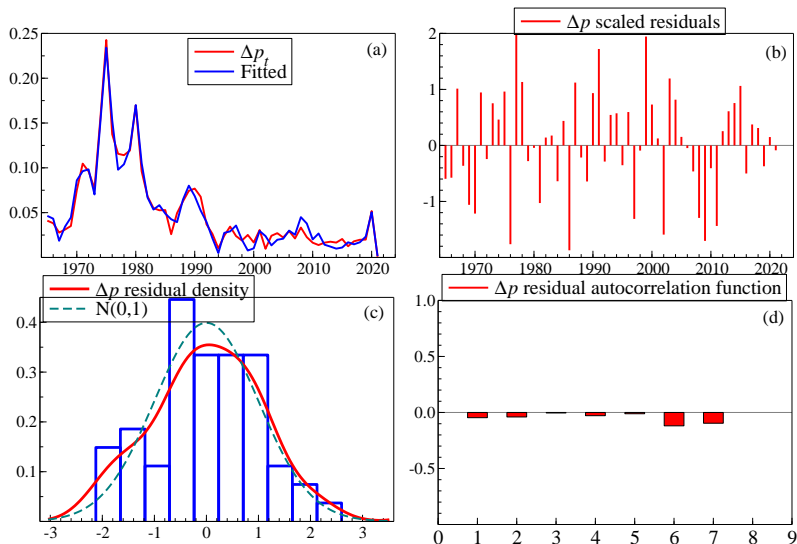 0.25
0.20
0.15
0.10
0.05
1970 1980 1990 2000 2010 2020
Δpₜ
Fitted
(a)
Δp scaled residuals
(b)
2
1
0
-1
1970 1980 1990 2000 2010 2020
Δp residual density
N(0,1)
(c)
0.4
0.3
0.2
0.1
-3 -2 -1 0 1 2 3
Δp residual autocorrelation function
(d)
1.0
0.5
0.0
-0.5
0 1 2 3 4 5 6 7 8 9